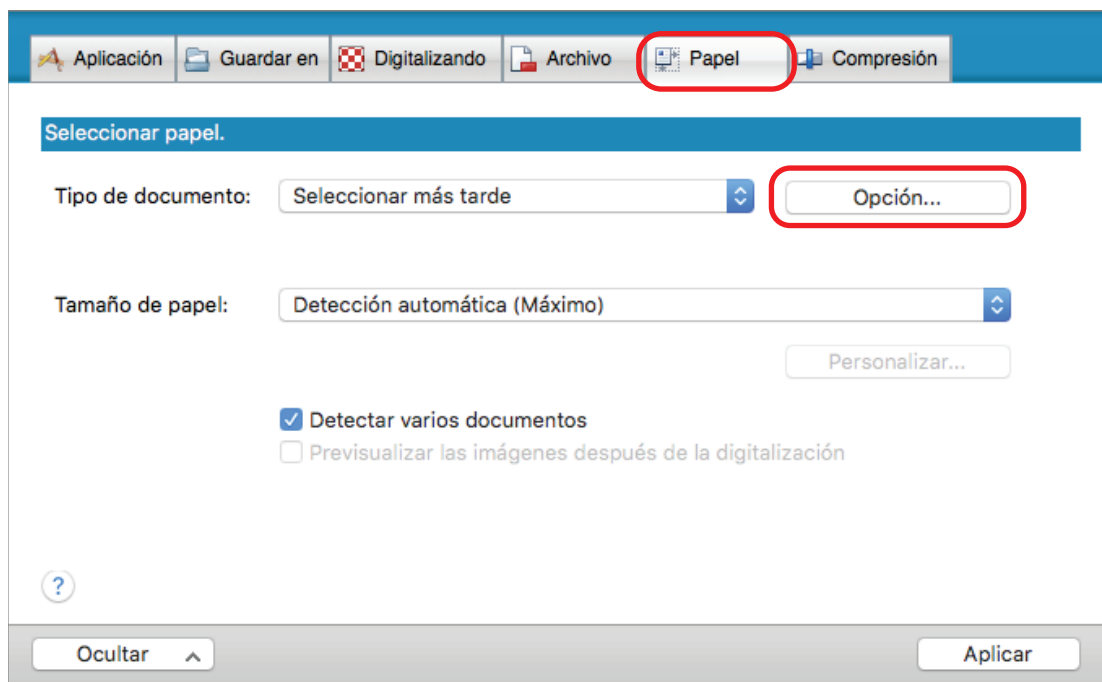 Aplicación Guardar en Digitalizando Archivo Papel Compresión
Seleccionar papel.
Tipo de documento: Seleccionar más tarde Opción...
Tamaño de papel: Detección automática (Máximo)
Personalizar...
Detectar varios documentos
Previsualizar las imágenes después de la digitalización
?
Ocultar Aplicar